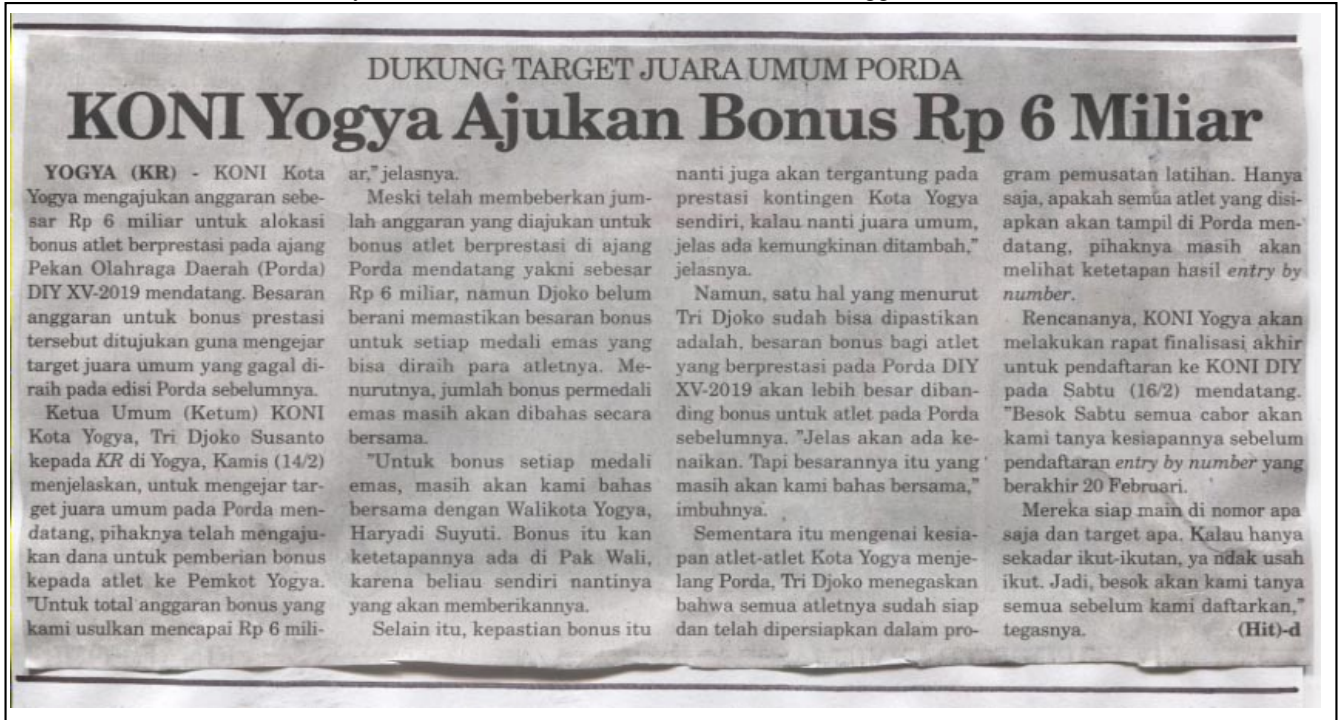 DUKUNG TARGET JUARA UMUM PORDA
KONI Yogya Ajukan Bonus Rp 6 Miliar
YOGYA (KR) - KONI Kota
Yogya mengajukan anggaran sebe-
sar Rp 6 miliar untuk alokasi
bonus atlet berprestasi pada ajang
Pekan Olahraga Daerah (Porda)
DIY XV-2019 mendatang. Besaran
anggaran untuk bonus prestasi
tersebut ditujukan guna mengejar
target juara umum yang gagal di-
raih pada edisi Porda sebelumnya.
Ketua Umum (Ketum) KONI
Kota Yogya, Tri Djoko Susanto
kepada KR di Yogya, Kamis (14/2)
menjelaskan, untuk mengejar tar-
get juara umum pada Porda men-
datang, pihaknya telah mengaju-
kan dana untuk pemberian bonus
kepada atlet ke Pemkot Yogya.
"Untuk total anggaran bonus yang
kami usulkan mencapai Rp 6 mili-
ar," jelasnya.
Meski telah membeberkan jum-
lah anggaran yang diajukan untuk
bonus atlet berprestasi di ajang
Porda mendatang yakni sebesar
Rp 6 miliar, namun Djoko belum
berani memastikan besaran bonus
untuk setiap medali emas yang
bisa diraih para atletnya. Me-
nurutnya, jumlah bonus permedali
emas masih akan dibahas secara
bersama.
"Untuk bonus setiap medali
emas, masih akan kami bahas
bersama dengan Walikota Yogya,
Haryadi Suyuti. Bonus itu kan
ketetapannya ada di Pak Wali,
karena beliau sendiri nantinya
yang akan memberikannya.
Selain itu, kepastian bonus itu
nanti juga akan tergantung pada
prestasi kontingen Kota Yogya
sendiri, kalau nanti juara umum,
jelas ada kemungkinan ditambah,"
jelasnya.
Namun, satu hal yang menurut
Tri Djoko sudah bisa dipastikan
adalah, besaran bonus bagi atlet
yang berprestasi pada Porda DIY
XV-2019 akan lebih besar diban-
ding bonus untuk atlet pada Porda
sebelumnya. "Jelas akan ada ke-
naikan. Tapi besarannya itu yang
masih akan kami bahas bersama,"
imbuhnya.
Sementara itu mengenai kesia-
pan atlet-atlet Kota Yogya menje-
lang Porda, Tri Djoko menegaskan
bahwa semua atletnya sudah siap
dan telah dipersiapkan dalam pro-
gram pemusatan latihan. Hanya
saja, apakah semua atlet yang disi-
apkan akan tampil di Porda men-
datang, pihaknya masih akan
melihat ketetapan hasil entry by
number.
Rencananya, KONI Yogya akan
melakukan rapat finalisasi akhir
untuk pendaftaran ke KONI DIY
pada Sabtu (16/2) mendatang.
"Besok Sabtu semua cabor akan
kami tanya kesiapannya sebelum
pendaftaran entry by number yang
berakhir 20 Februari.
Mereka siap main di nomor apa
saja dan target apa. Kalau hanya
sekadar ikut-ikutan, ya ndak usah
ikut. Jadi, besok akan kami tanya
semua sebelum kami daftarkan,"
tegasnya. (Hit)-d